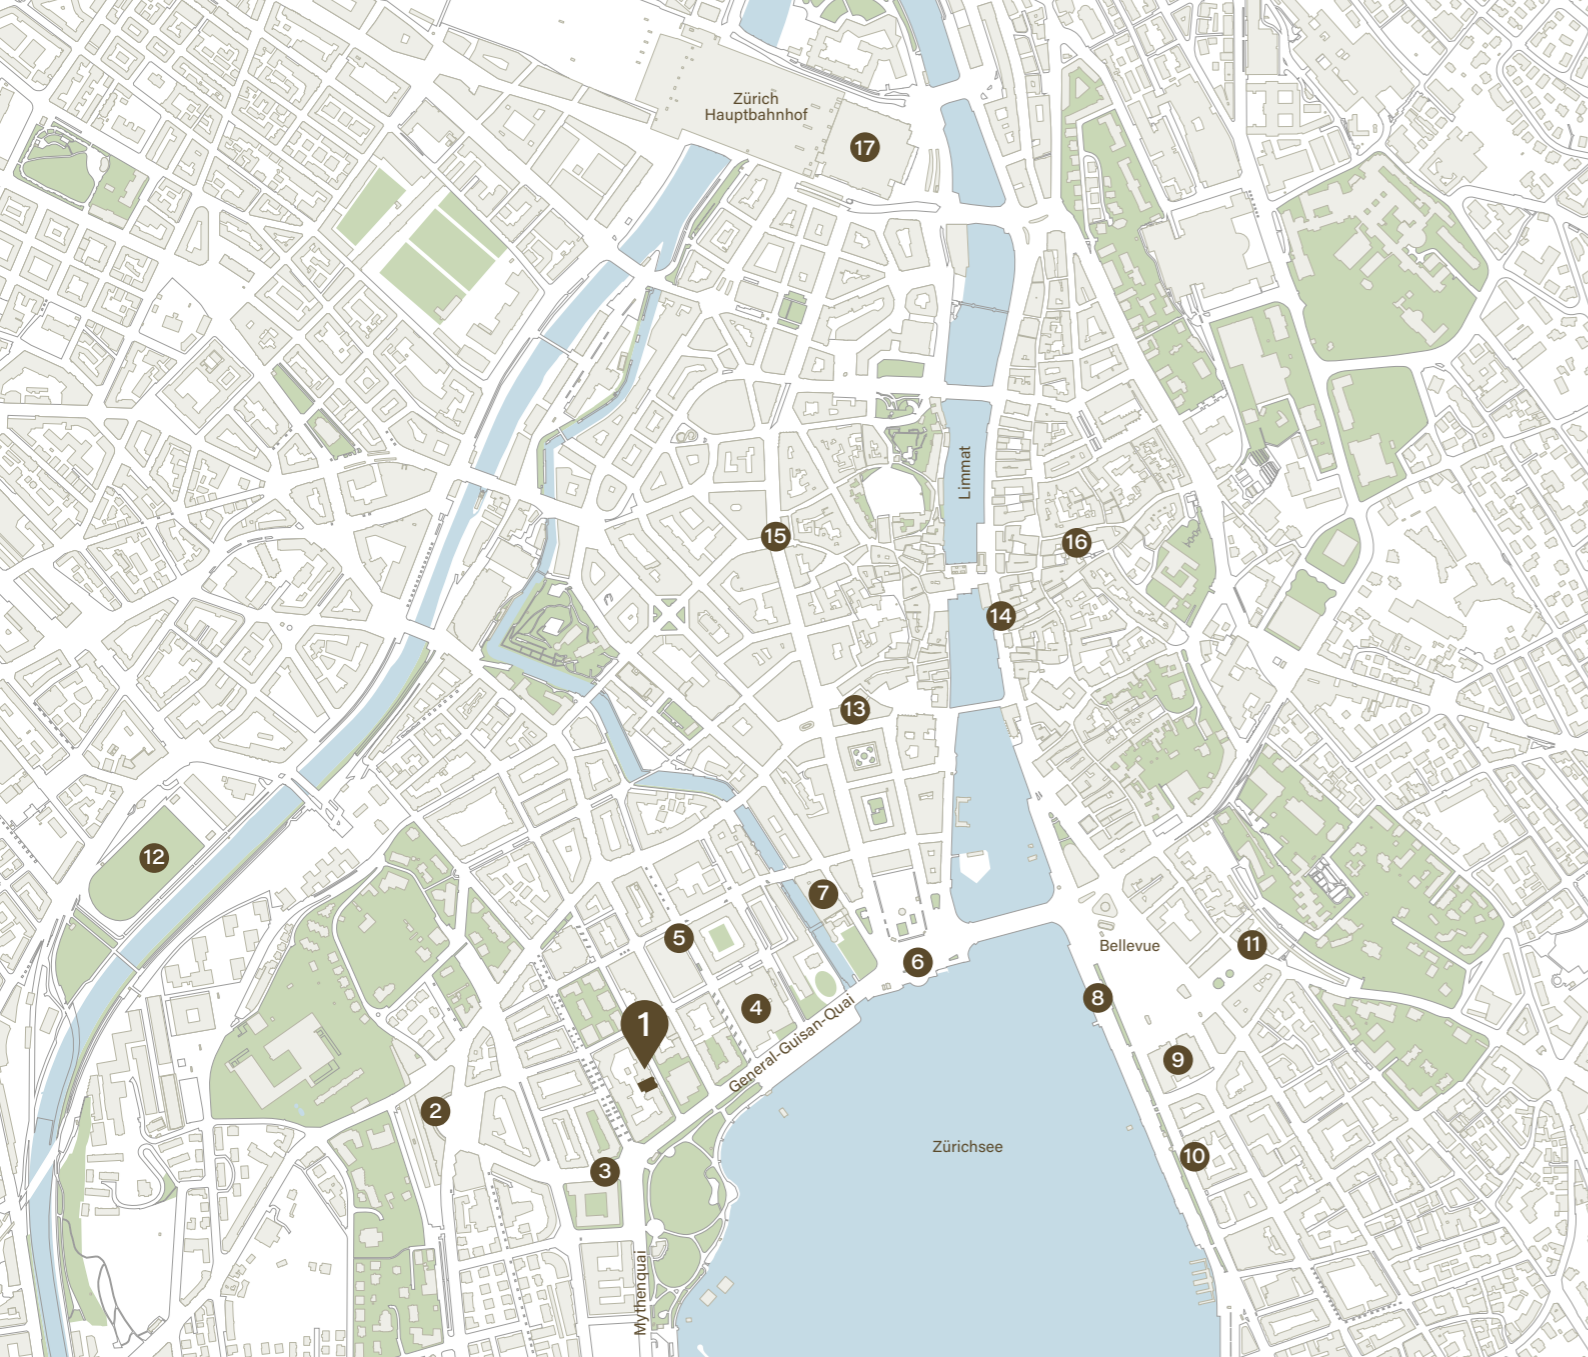 Zürich
Hauptbahnhof
17
Limmat
15
16
14
13
12
7
5
6
Bellevue
11
8
4
General-Guisan-Quai
1
9
2
Zürichsee
10
3
Mythenquai